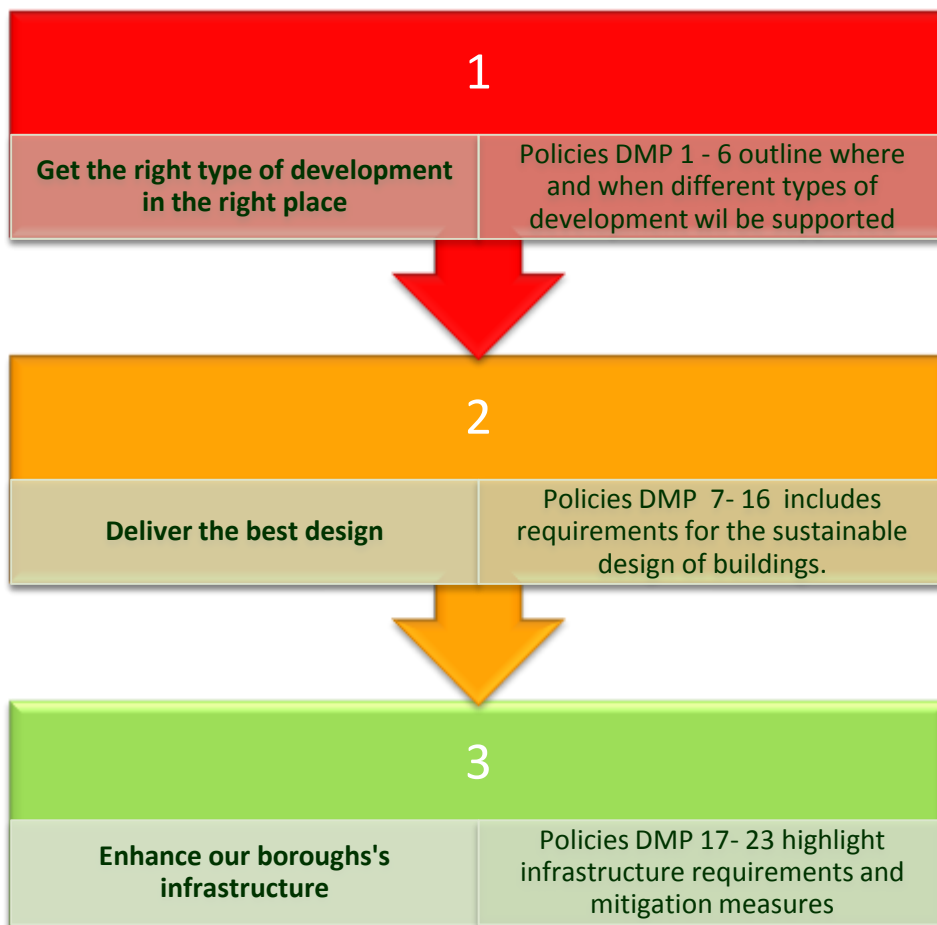 1
Get the right type of development
in the right place
Policies DMP 1 - 6 outline where
and when different types of
development wil be supported
2
Deliver the best design
Policies DMP  7- 16  includes
requirements for the sustainable
design of buildings.
3
Enhance our boroughs's
infrastructure
Policies DMP 17- 23 highlight
infrastructure requirements and
mitigation measures